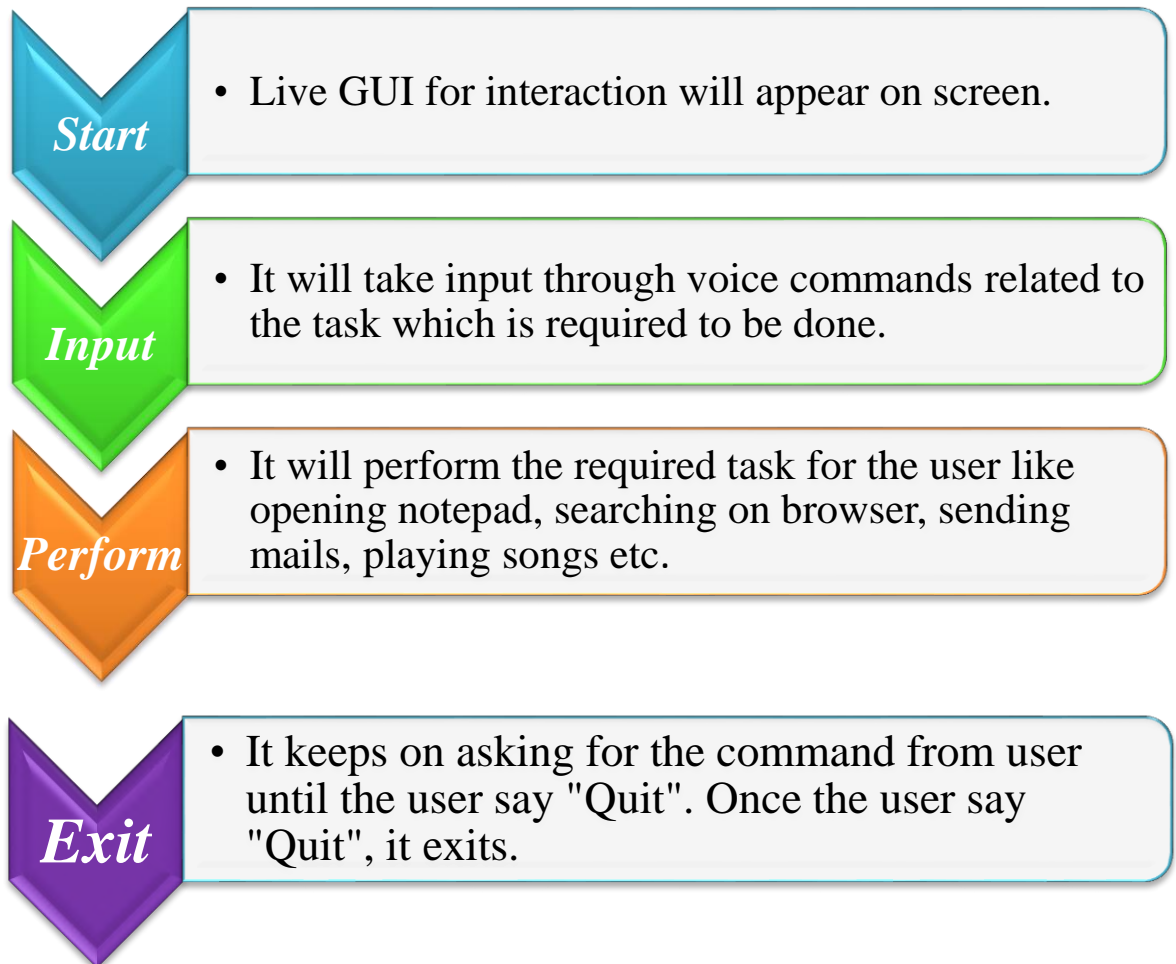 Start
• Live GUI for interaction will appear on screen.
Input
• It will take input through voice commands related to
the task which is required to be done.
Perform
• It will perform the required task for the user like
opening notepad, searching on browser, sending
mails, playing songs etc.
Exit
• It keeps on asking for the command from user
until the user say "Quit". Once the user say
"Quit", it exits.